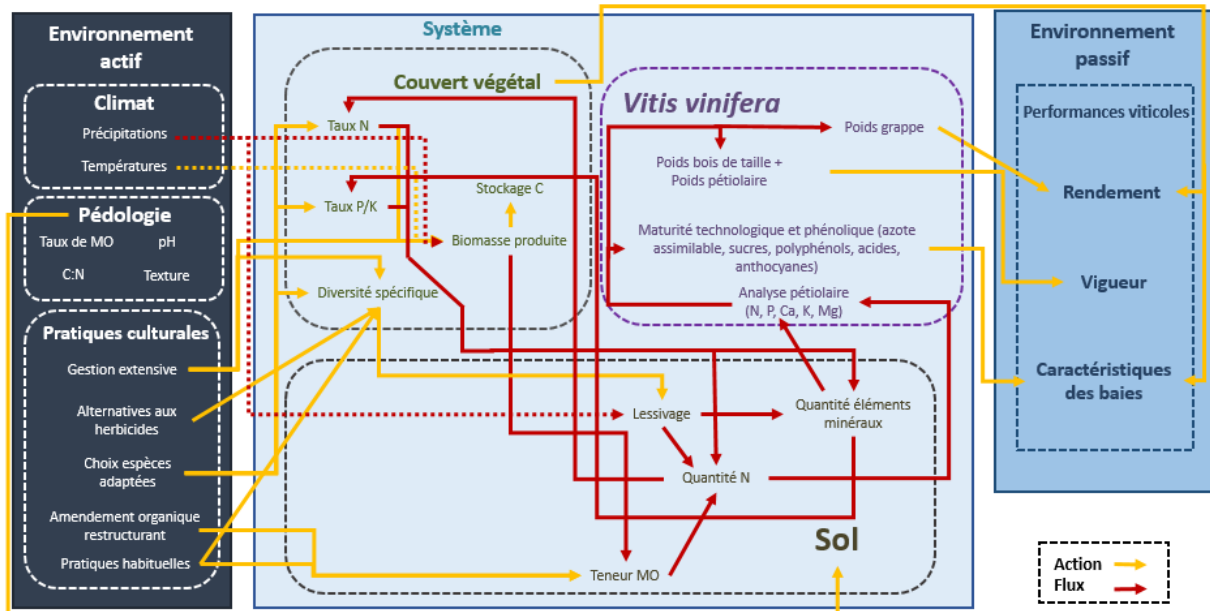 Environnement
actif
Climat
Précipitations
Températures
Pédologie
Taux de MO
pH
C:N
Texture
Pratiques culturales
Gestion extensive
Alternatives aux
herbicides
Choix espèces
adaptées
Amendement organique
restructurant
Pratiques habituelles
Système
Couvert végétal
Taux N
Stockage C
Taux P/K
Biomasse produite
Diversité spécifique
Vitis vinifera
Poids grappe
Poids bois de taille +
Poids pétiolaire
Maturité technologique et phénolique (azote
assimilable, sucres, polyphénols, acides,
anthocyanes)
Analyse pétiolaire
(N, P, Ca, K, Mg)
Lessivage
Quantité éléments
minéraux
Quantité N
Sol
Teneur MO
Environnement
passif
Performances viticoles
Rendement
Vigueur
Caractéristiques
des baies
Action
Flux